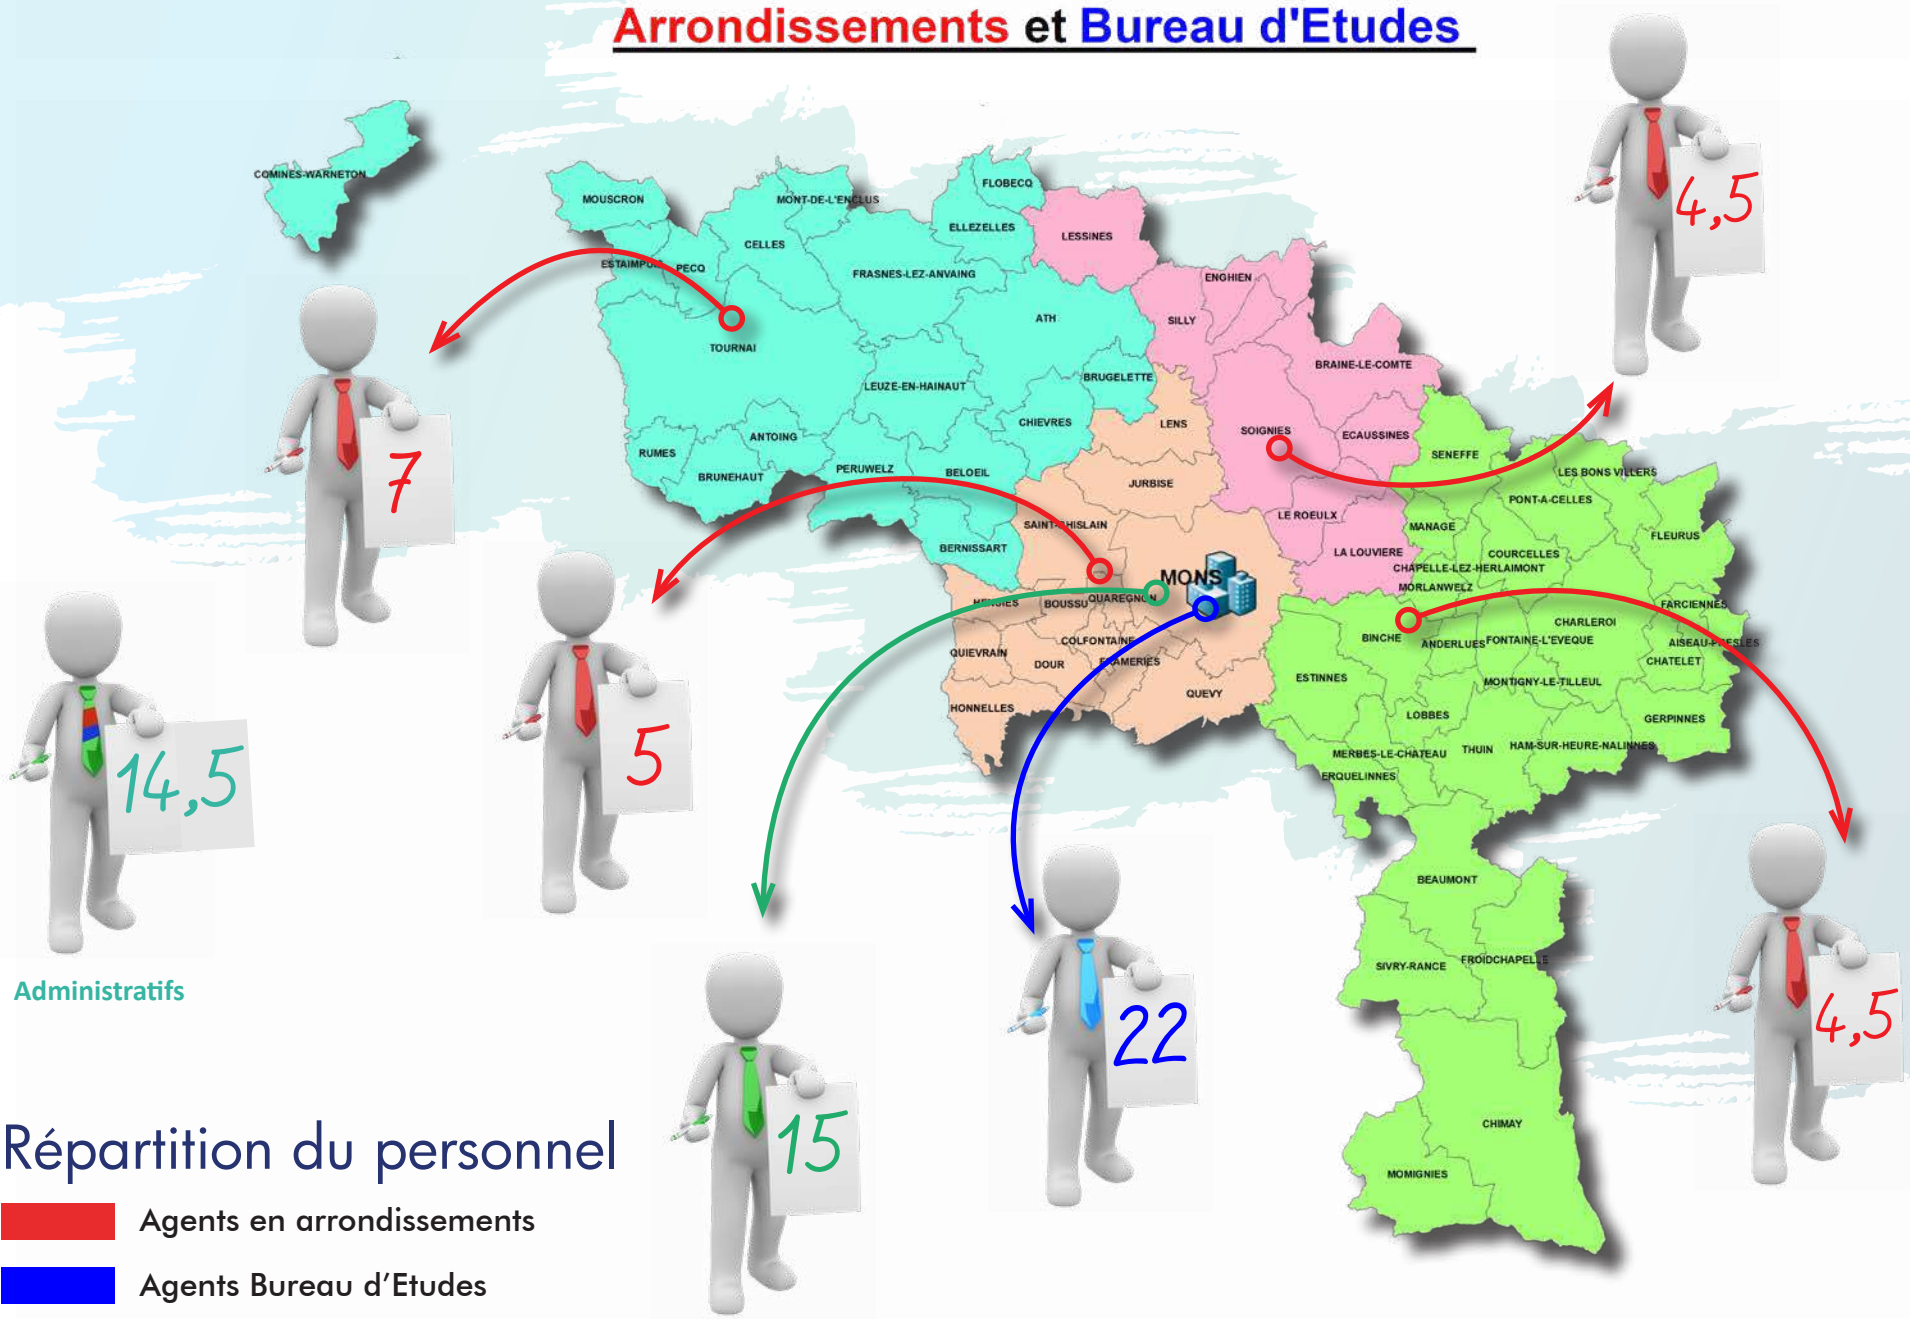 Arrondissements et Bureau d'Etudes
4,5
COMINES-WARNETON
MOUSCRON
MONT-DE-L'ENCLUS
FLOBECQ
ELLEZELLES
LESSINES
CELLES
ESTAIMPUIS
PECQ
FRASNES-LEZ-ANVAING
ENGHIEN
SILLY
ATH
TOURNAI
BRAINE-LE-COMTE
LEUZE-EN-HAINAUT
BRUGELETTE
CHIEVRES
LENS
SOIGNIES
ECAUSSINES
ANTOING
RUMES
BRUNEHAUT
PERUWELZ
BELOEIL
JURBISE
SENEFFE
LES BONS VILLERS
PONT-A-CELLES
7
LE ROEULX
SAINT-GHISLAIN
MANAGE
FLEURUS
BERNISSART
LA LOUVIERE
COURCELLES
CHAPELLE-LEZ-HERLAIMONT
MONS
MORLANWELZ
HENSIES
BOUSSU
QUAREGNON
FARCIENNES
CHARLEROI
COLFONTAINE
BINCHE
ANDERLUES
FONTAINE-L'EVEQUE
AISEAU-PRESLES
QUIEVRAIN
DOUR
FRAMERIES
CHATELET
ESTINNES
MONTIGNY-LE-TILLEUL
QUEVY
HONNELLES
LOBBES
GERPINNES
MERBES-LE-CHATEAU
THUIN
HAM-SUR-HEURE-NALINNES
ERQUELINNES
5
14,5
BEAUMONT
SIVRY-RANCE
FROIDCHAPELLE
Administratifs
22
4,5
CHIMAY
15
MOMIGNIES
Répartition du personnel
Agents en arrondissements
Agents Bureau d'Etudes